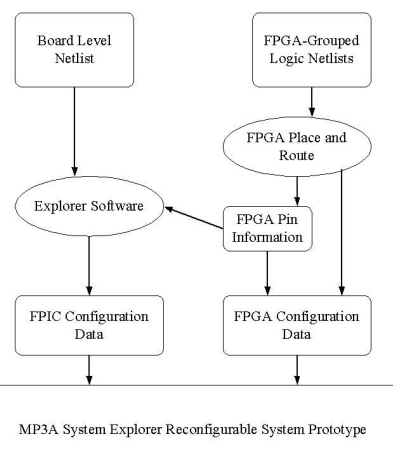 Board Level
Netlist
FPGA-Grouped
Logic Netlists
FPGA Place and
Route
Explorer Software
FPGA Pin
Information
FPIC Configuration
Data
FPGA Configuration
Data
MP3A System Explorer Reconfigurable System Prototype